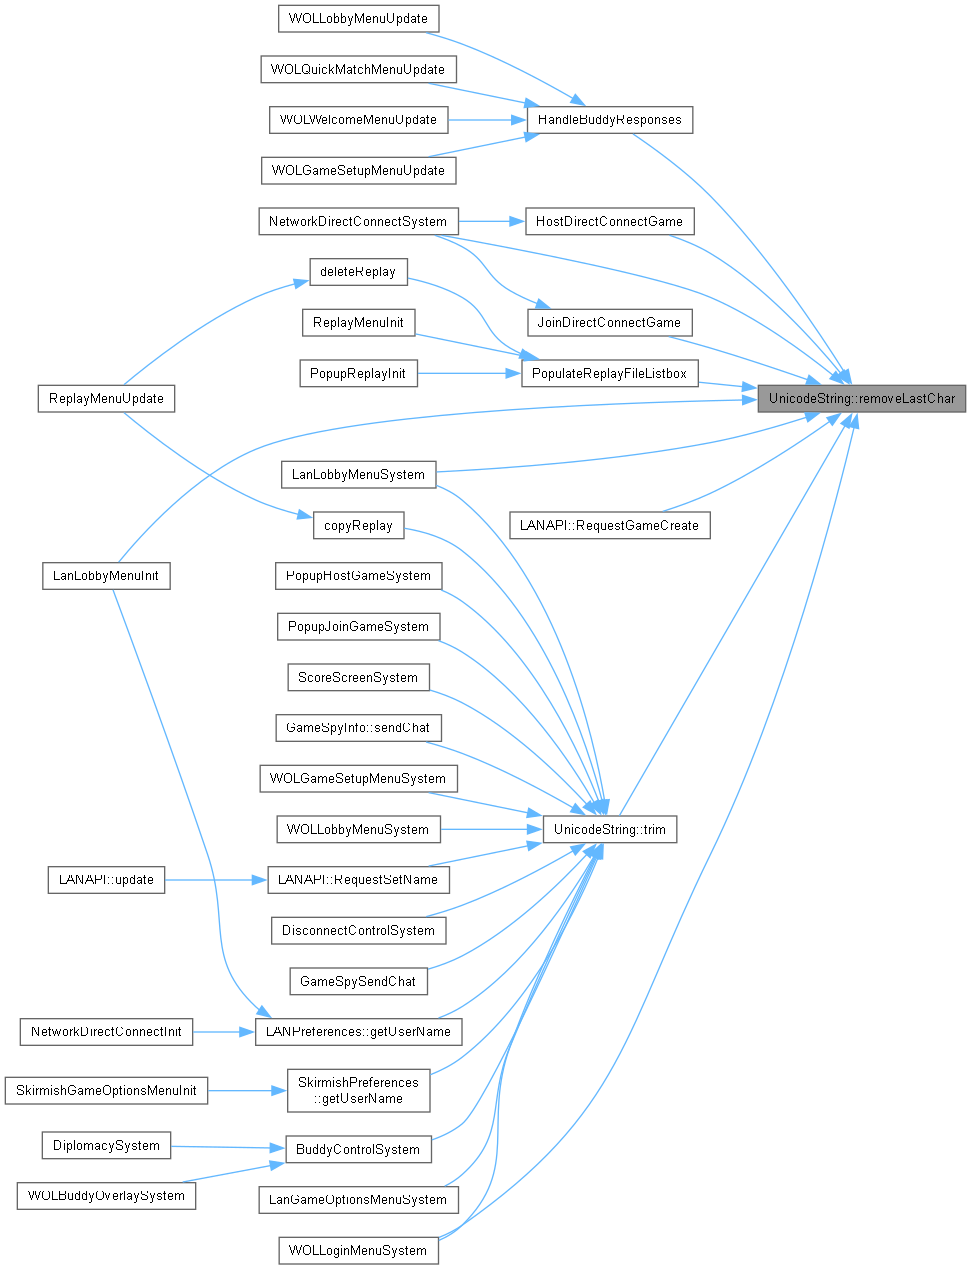 WOLLobbyMenuUpdate
WOLQuickMatchMenuUpdate
WOLWelcomeMenuUpdate
HandleBuddyResponses
WOLGameSetupMenuUpdate
NetworkDirectConnectSystem
HostDirectConnectGame
deleteReplay
ReplayMenuInit
JoinDirectConnectGame
PopupReplayInit
PopulateReplayFileListbox
ReplayMenuUpdate
UnicodeString::removeLastChar
LanLobbyMenuSystem
copyReplay
LANAPI::RequestGameCreate
LanLobbyMenuInit
PopupHostGameSystem
PopupJoinGameSystem
ScoreScreenSystem
GameSpyInfo::sendChat
WOLGameSetupMenuSystem
WOLLobbyMenuSystem
UnicodeString::trim
LANAPI::update
LANAPI::RequestSetName
DisconnectControlSystem
GameSpySendChat
NetworkDirectConnectInit
LANPreferences::getUserName
SkirmishGameOptionsMenuInit
SkirmishPreferences
::getUserName
DiplomacySystem
BuddyControlSystem
WOLBuddyOverlaySystem
LanGameOptionsMenuSystem
WOLLoginMenuSystem